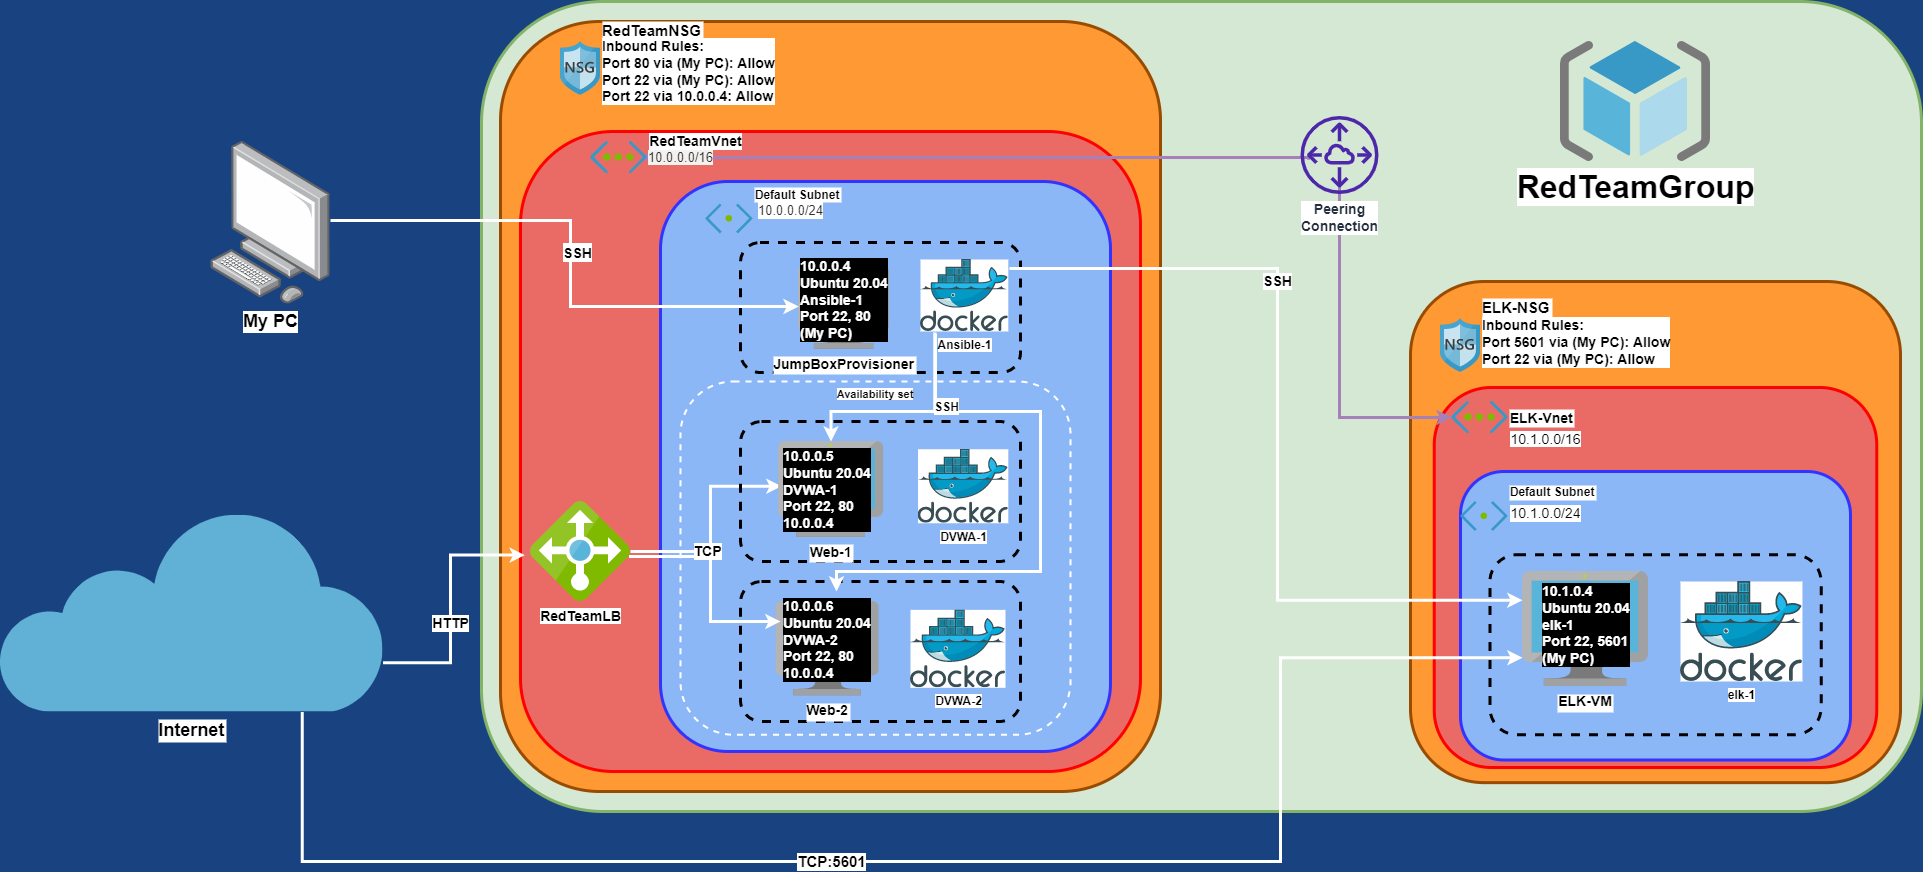 RedTeamNSG
Inbound Rules:
Port 80 via (My PC): Allow
Port 22 via (My PC): Allow
Port 22 via 10.0.0.4: Allow
NSG
RedTeamGroup
RedTeamVnet
10.0.0.0/16
Default Subnet
10.0.0.0/24
Peering
Connection
My PC
SSH
10.0.0.4
Ubuntu 20.04
Ansible-1
Port 22, 80
(My PC)
JumpBoxProvisioner
docker
Ansible-1
SSH
Availability set
SSH
10.0.0.5
Ubuntu 20.04
DVWA-1
Port 22, 80
10.0.0.4
Web-1
docker
DVWA-1
TCP
10.0.0.6
Ubuntu 20.04
DVWA-2
Port 22, 80
10.0.0.4
Web-2
docker
DVWA-2
RedTeamLB
HTTP
Internet
TCP:5601
ELK-NSG
Inbound Rules:
Port 5601 via (My PC): Allow
Port 22 via (My PC): Allow
NSG
ELK-Vnet
10.1.0.0/16
Default Subnet
10.1.0.0/24
10.1.0.4
Ubuntu 20.04
elk-1
Port 22, 5601
(My PC)
ELK-VM
docker
elk-1